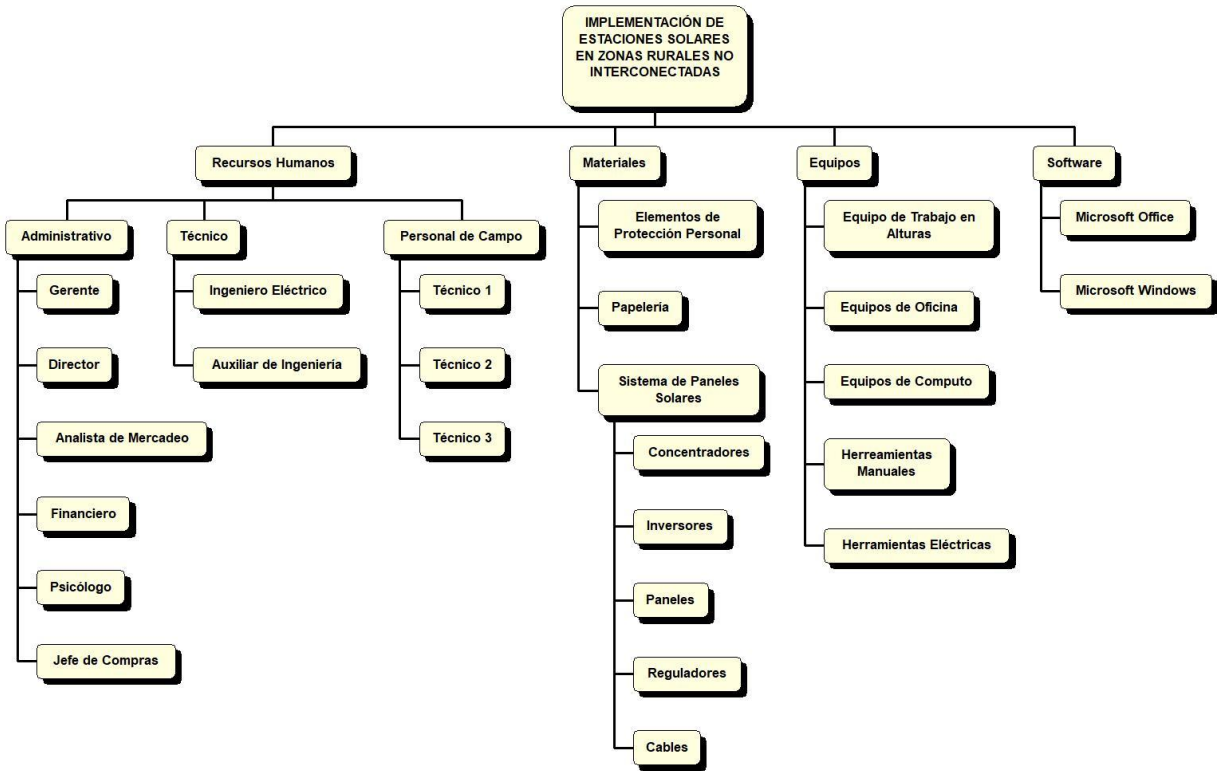 IMPLEMENTACIÓN DE
ESTACIONES SOLARES
EN ZONAS RURALES NO
INTERCONECTADAS
Recursos Humanos
Materiales
Equipos
Software
Administrativo
Técnico
Personal de Campo
Gerente
Director
Analista de Mercadeo
Financiero
Psicólogo
Jefe de Compras
Ingeniero Eléctrico
Auxiliar de Ingeniería
Técnico 1
Técnico 2
Técnico 3
Elementos de
Protección Personal
Papelería
Sistema de Paneles
Solares
Concentradores
Inversores
Paneles
Reguladores
Cables
Equipo de Trabajo en
Alturas
Equipos de Oficina
Equipos de Computo
Herreamientas
Manuales
Herramientas Eléctricas
Microsoft Office
Microsoft Windows